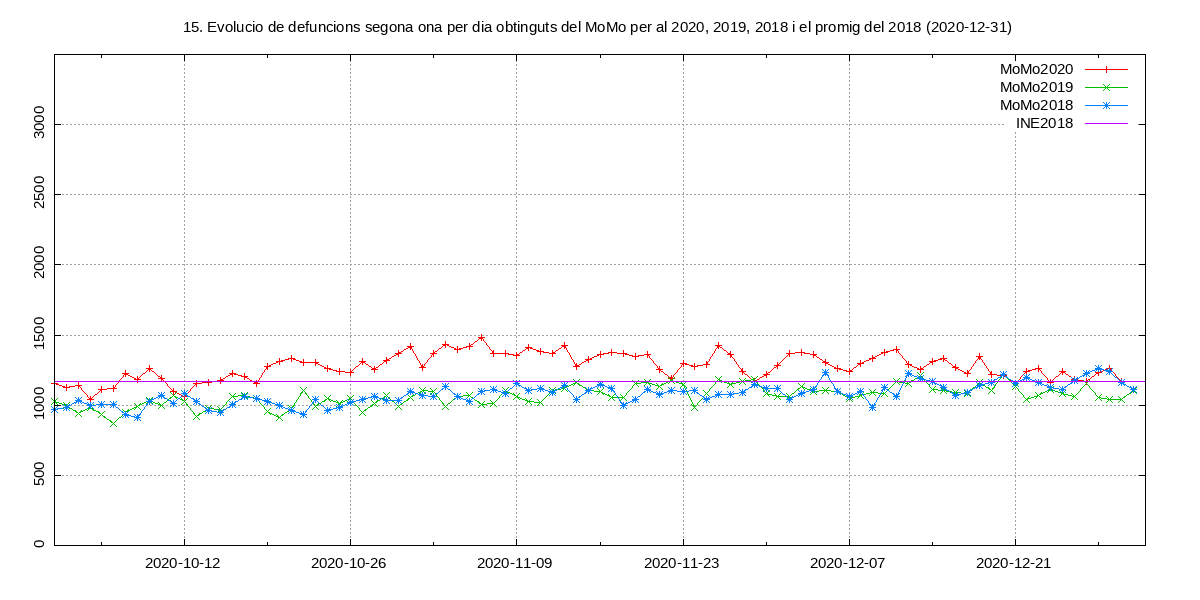 15. Evolucio de defuncions segona ona per dia obtinguts del MoMo per al 2020, 2019, 2018 i el promig del 2018 (2020-12-31)
MoMo2020
MoMo2019
MoMo2018
INE2018
3000
2500
2000
1500
1000
500
0
2020-10-12
2020-10-26
2020-11-09
2020-11-23
2020-12-07
2020-12-21